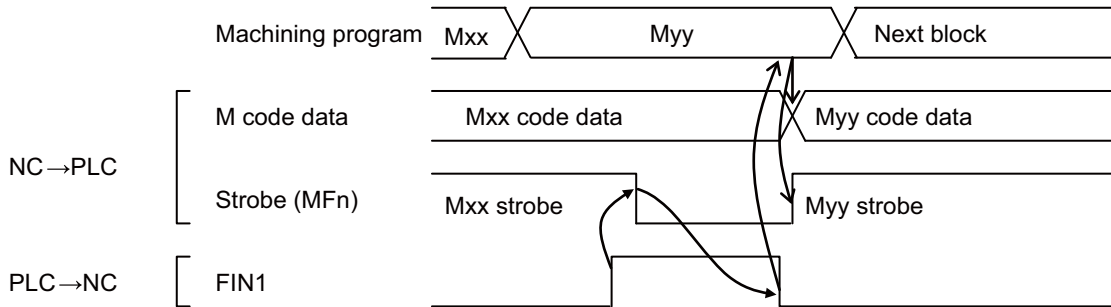 Machining program Mxx Myy Next block
M code data Mxx code data Myy code data
NC→PLC
Strobe (MFn) Mxx strobe Myy strobe
PLC→NC FIN1